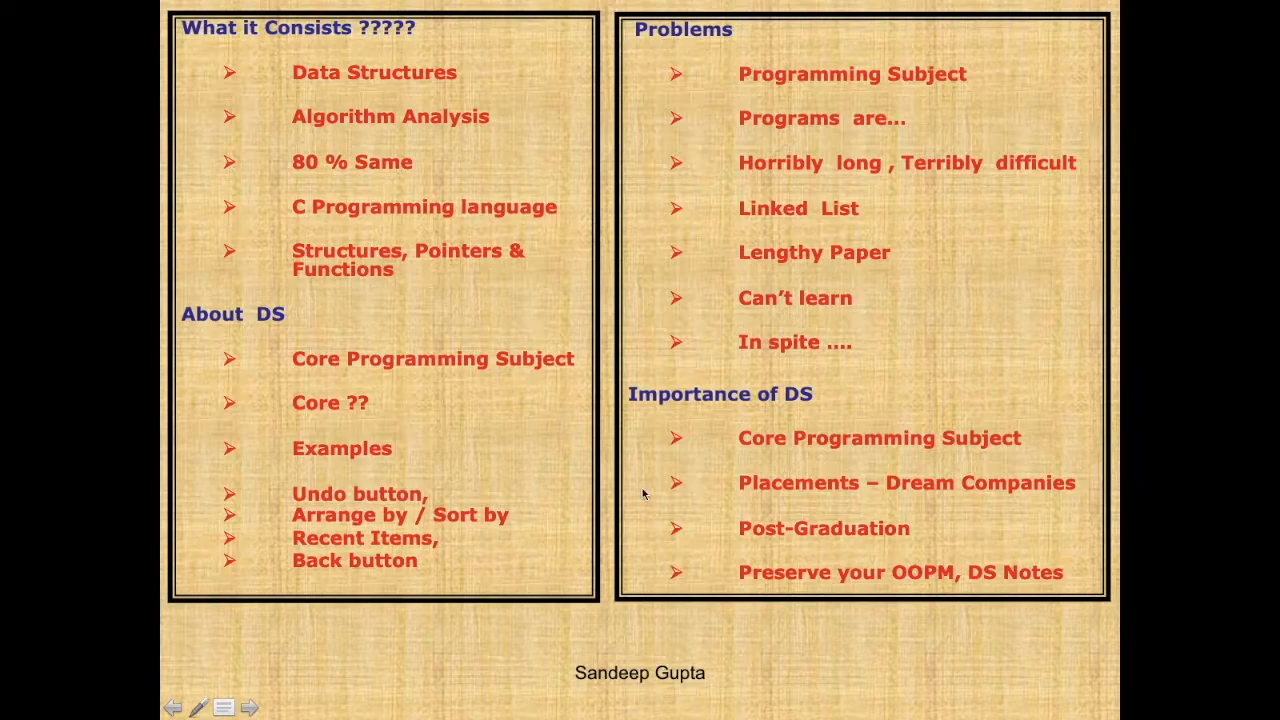 What it Consists ?????
Data Structures
Algorithm Analysis
80 % Same
C Programming language
Structures, Pointers &
Functions
About DS
Core Programming Subject
Core ??
Examples
Undo button,
Arrange by / Sort by
Recent Items,
Back button
Problems
Programming Subject
Programs are...
Horribly long , Terribly difficult
Linked List
Lengthy Paper
Can’t learn
In spite ....
Importance of DS
Core Programming Subject
Placements – Dream Companies
Post-Graduation
Preserve your OOPM, DS Notes
Sandeep Gupta